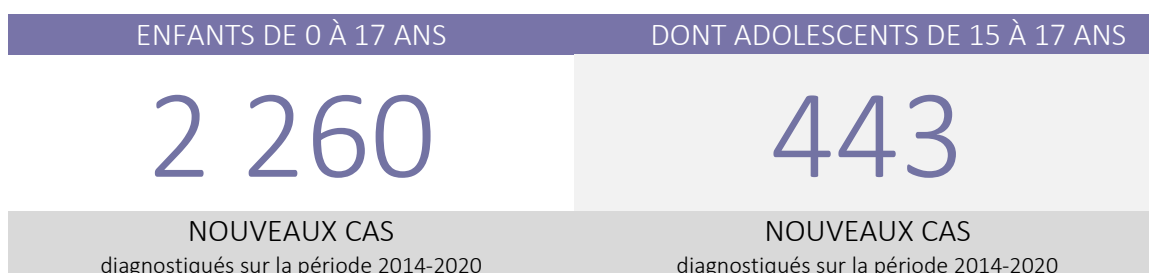 ENFANTS DE 0 À 17 ANS
2 260
NOUVEAUX CAS
diagnostiqués sur la période 2014-2020
DONT ADOLESCENTS DE 15 À 17 ANS
443
NOUVEAUX CAS
diagnostiqués sur la période 2014-2020